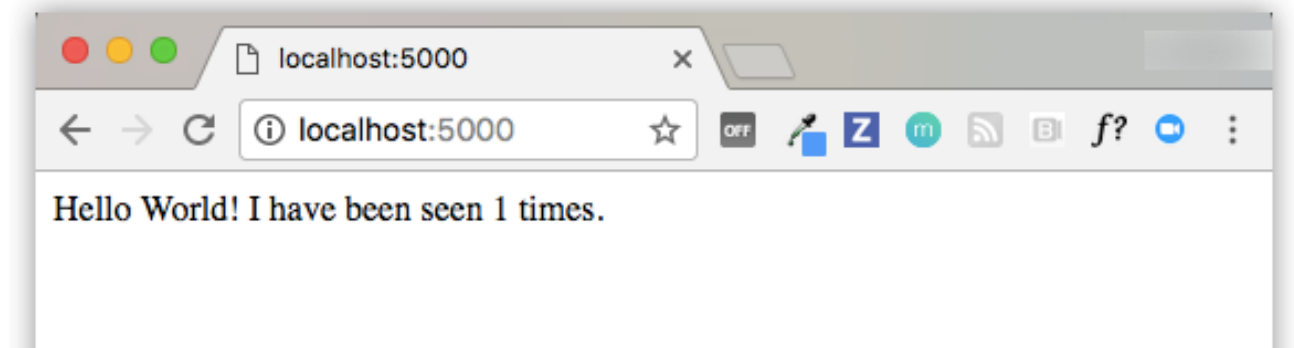 localhost:5000
localhost:5000
OFF
Z
m
B
f?
Hello World! I have been seen 1 times.